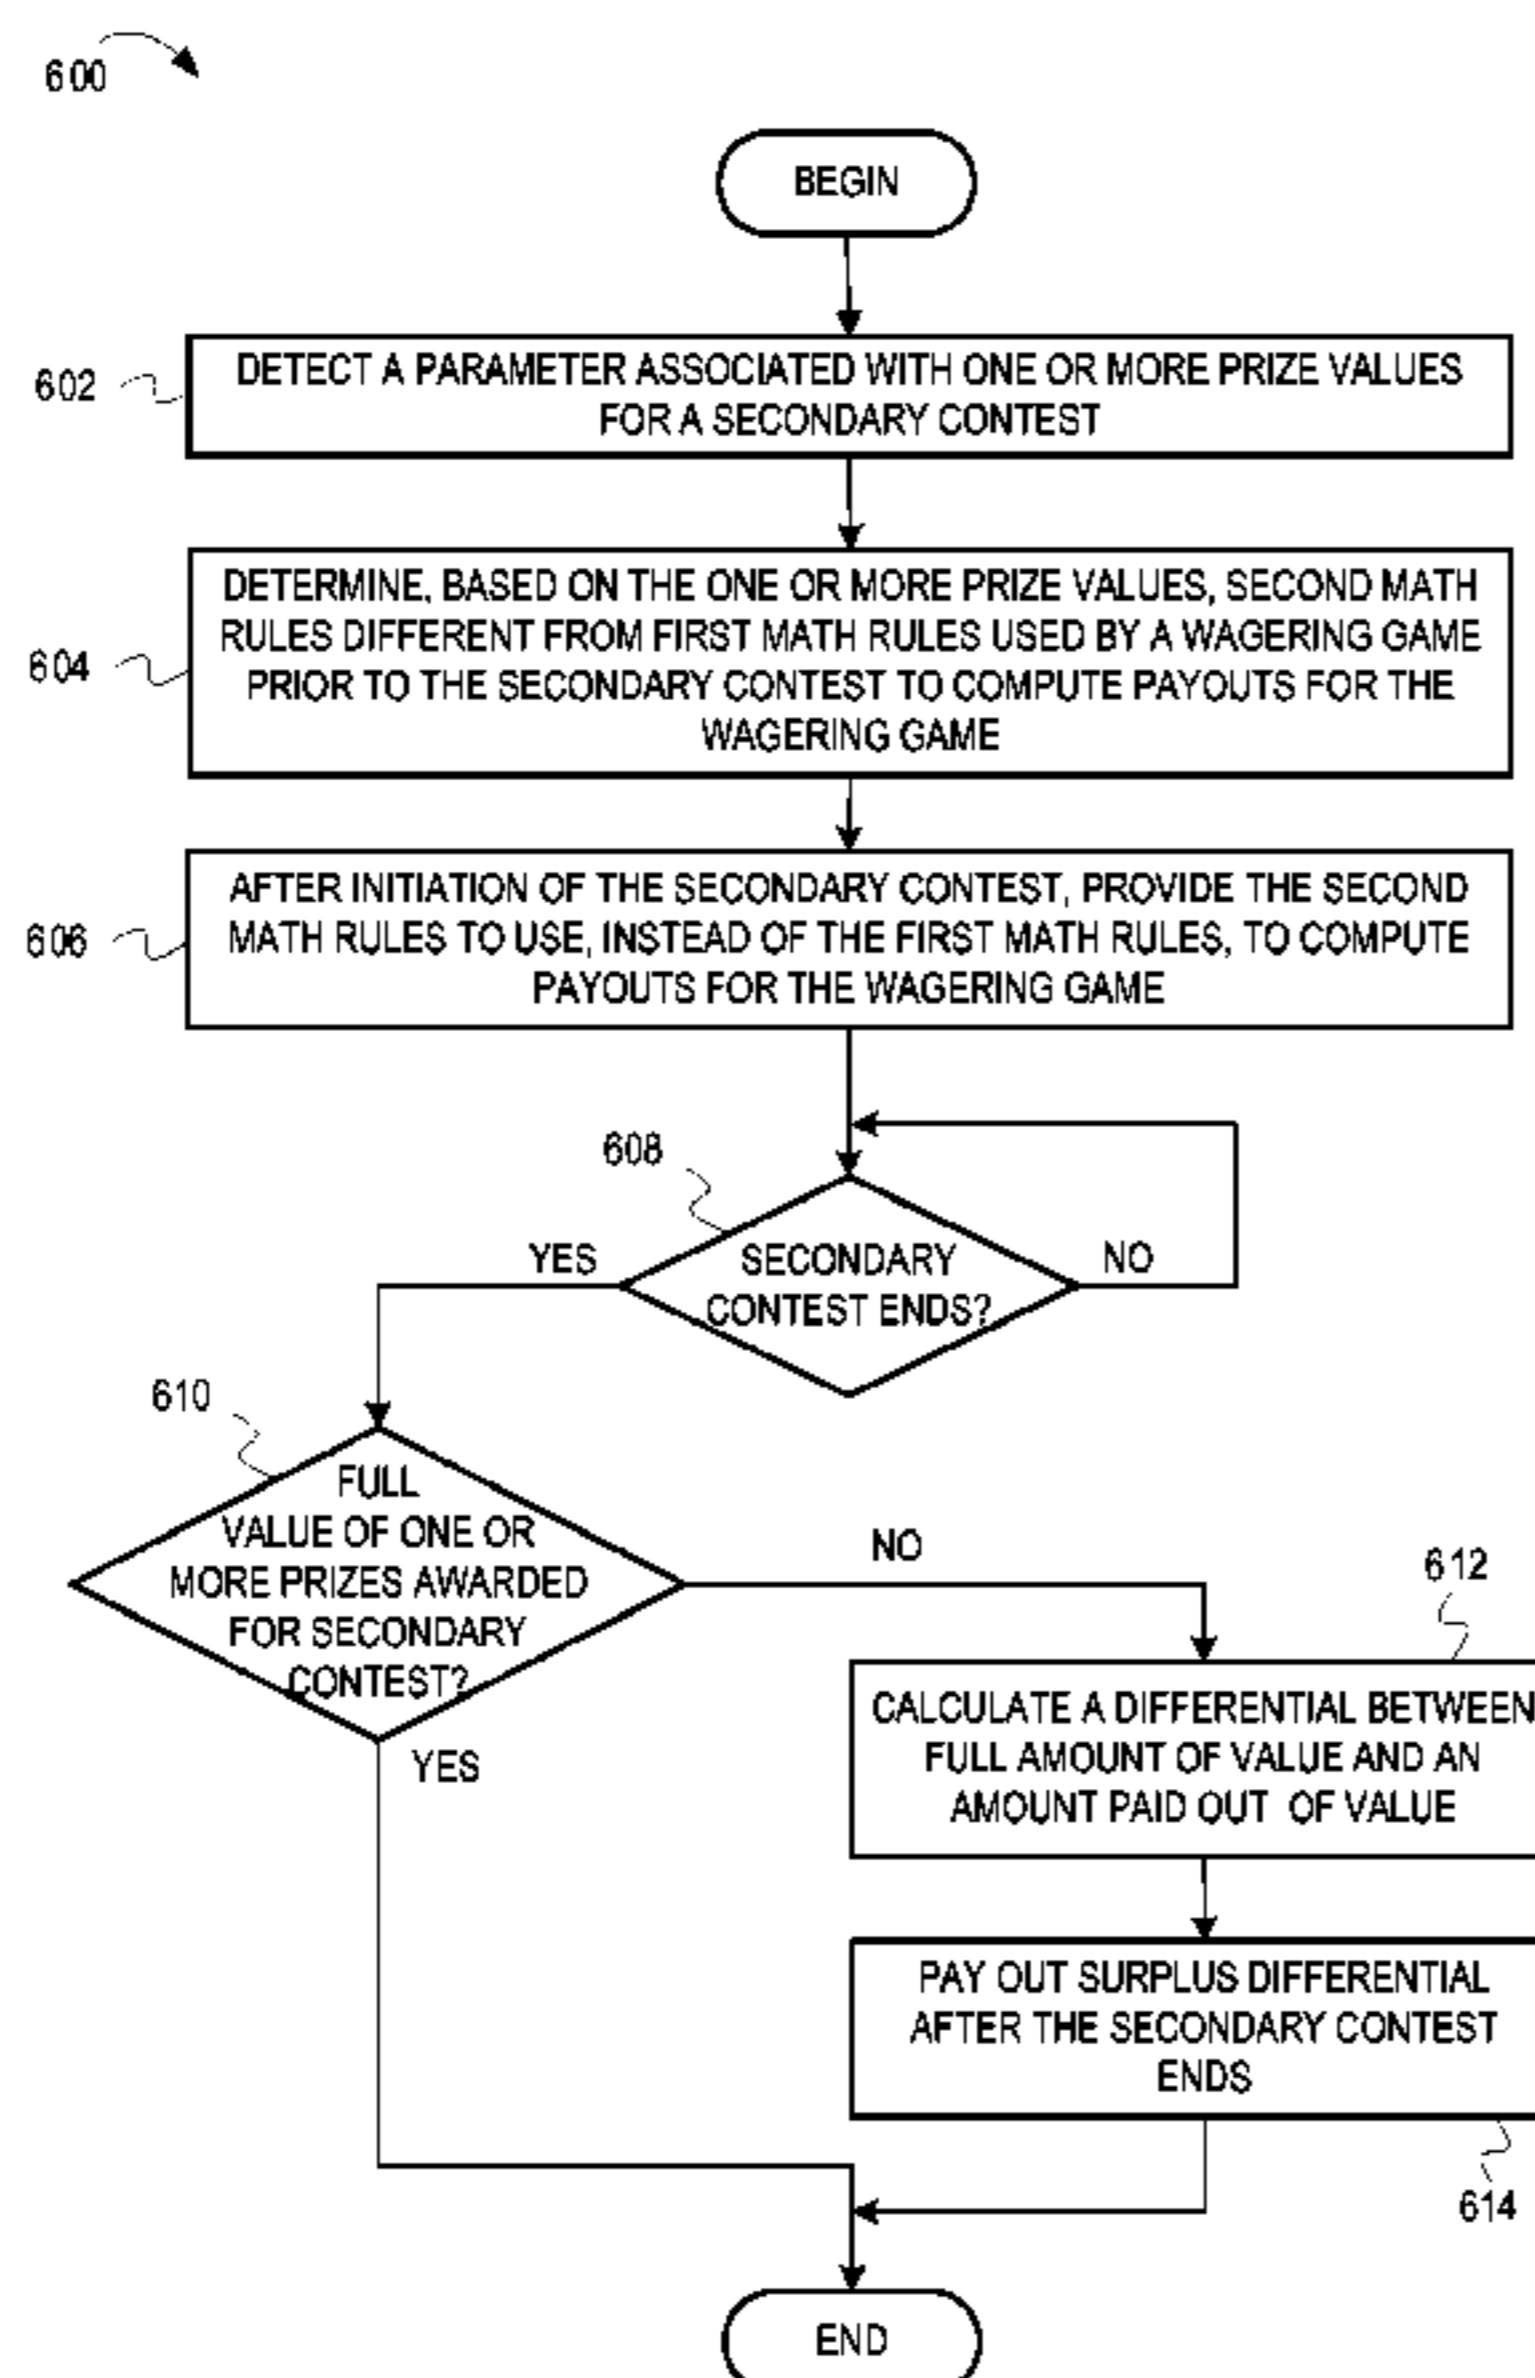 600
BEGIN
602
DETECT A PARAMETER ASSOCIATED WITH ONE OR MORE PRIZE VALUES
FOR A SECONDARY CONTEST
604
DETERMINE, BASED ON THE ONE OR MORE PRIZE VALUES, SECOND MATH
RULES DIFFERENT FROM FIRST MATH RULES USED BY A WAGERING GAME
PRIOR TO THE SECONDARY CONTEST TO COMPUTE PAYOUTS FOR THE
WAGERING GAME
606
AFTER INITIATION OF THE SECONDARY CONTEST, PROVIDE THE SECOND
MATH RULES TO USE, INSTEAD OF THE FIRST MATH RULES, TO COMPUTE
PAYOUTS FOR THE WAGERING GAME
608
YES
SECONDARY
CONTEST ENDS?
NO
610
FULL
VALUE OF ONE OR
MORE PRIZES AWARDED
FOR SECONDARY
CONTEST?
NO
YES
612
CALCULATE A DIFFERENTIAL BETWEEN
FULL AMOUNT OF VALUE AND AN
AMOUNT PAID OUT OF VALUE
PAY OUT SURPLUS DIFFERENTIAL
AFTER THE SECONDARY CONTEST
ENDS
614
END